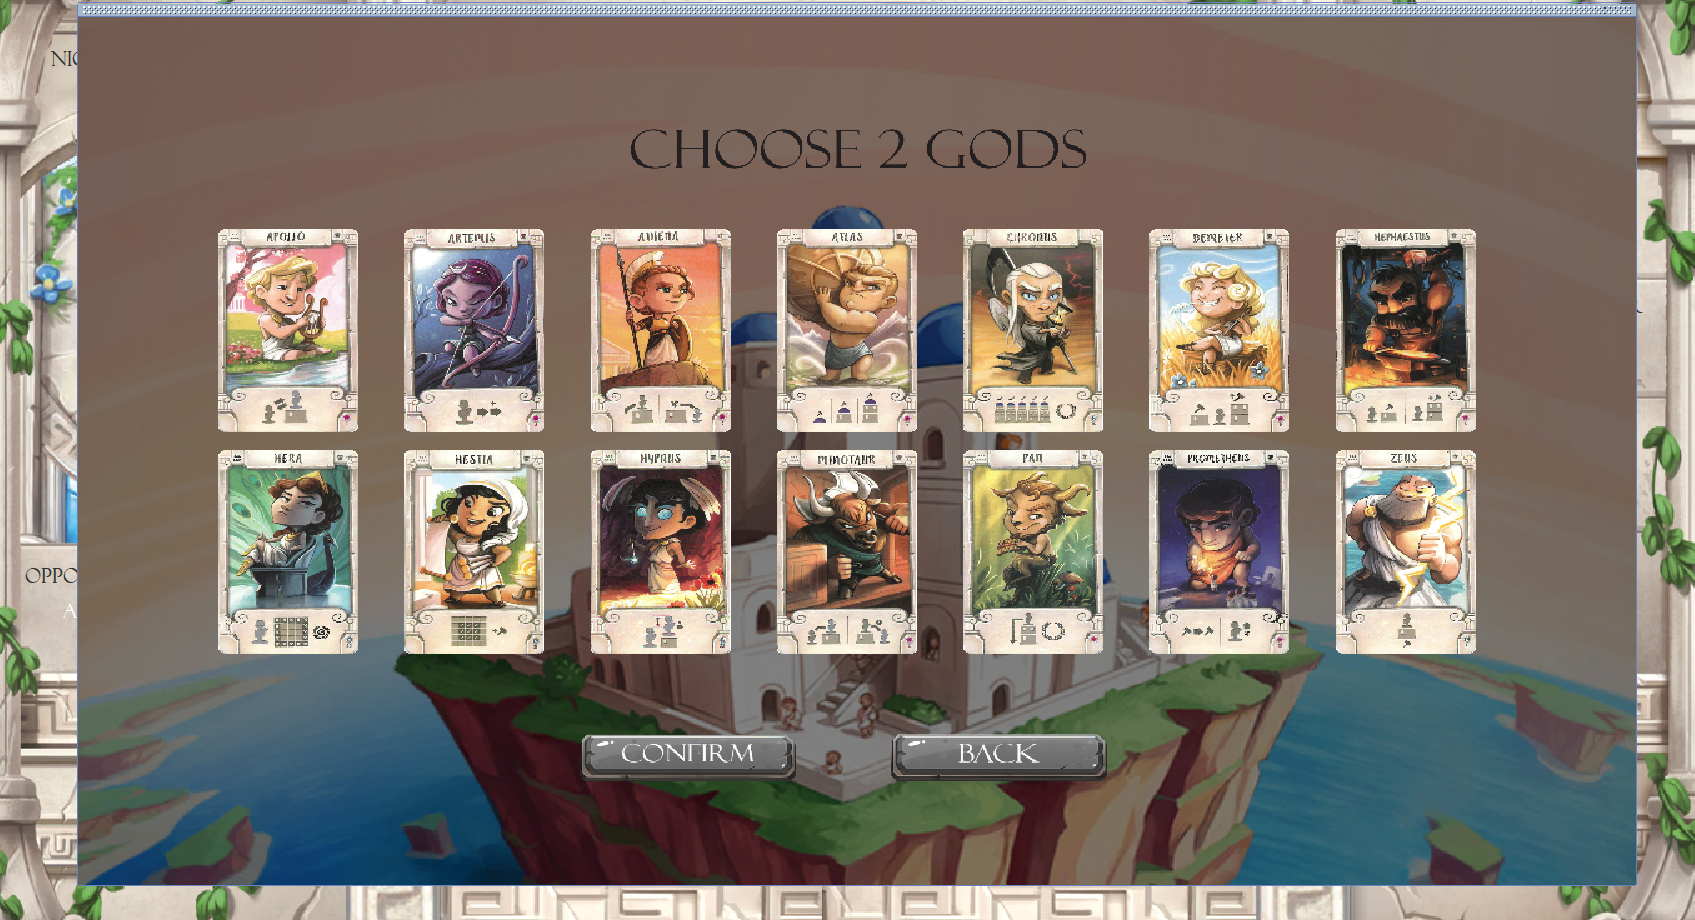 NIC
CHOOSE 2 GODS
APOLLO
ARTEMIS
ATHENA
ATLAS
CHRONUS
DEMETER
HEPHAESTUS
HERA
HESTIA
HYPNUS
MINOTAUR
PAN
PROMETHEUS
ZEUS
OPPO
A
CONFIRM
BACK